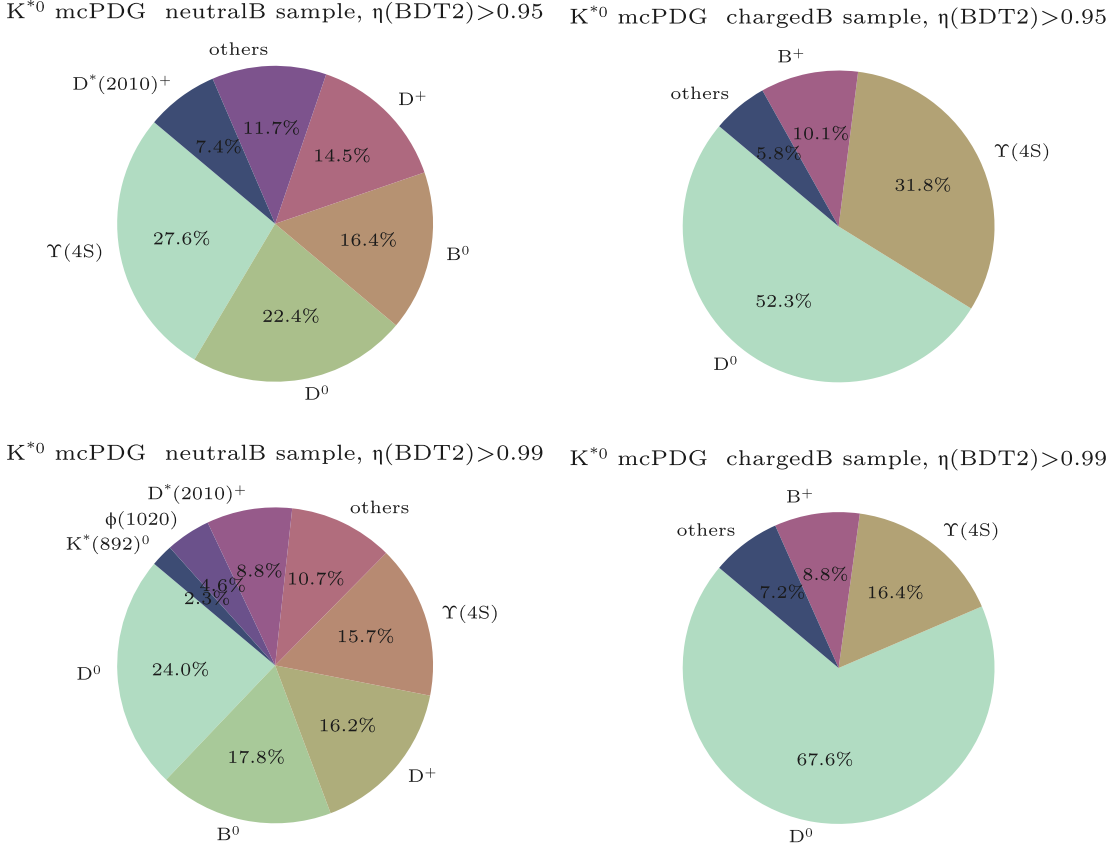 K*0 mcPDG neutralB sample, η(BDT2)>0.95
others
D*(2010)+
D+
11.7%
7.4%
14.5%
27.6%
16.4%
ϒ(4S)
B0
22.4%
D0
K*0 mcPDG chargedB sample, η(BDT2)>0.95
B+
others
10.1%
5.8%
ϒ(4S)
31.8%
52.3%
D0
K*0 mcPDG neutralB sample, η(BDT2)>0.99
D*(2010)+
others
ϕ(1020)
K*(892)0
8.8%
10.7%
4.6%
2.3%
ϒ(4S)
15.7%
D0
24.0%
16.2%
17.8%
D+
B0
K*0 mcPDG chargedB sample, η(BDT2)>0.99
B+
others
ϒ(4S)
8.8%
7.2%
16.4%
67.6%
D0